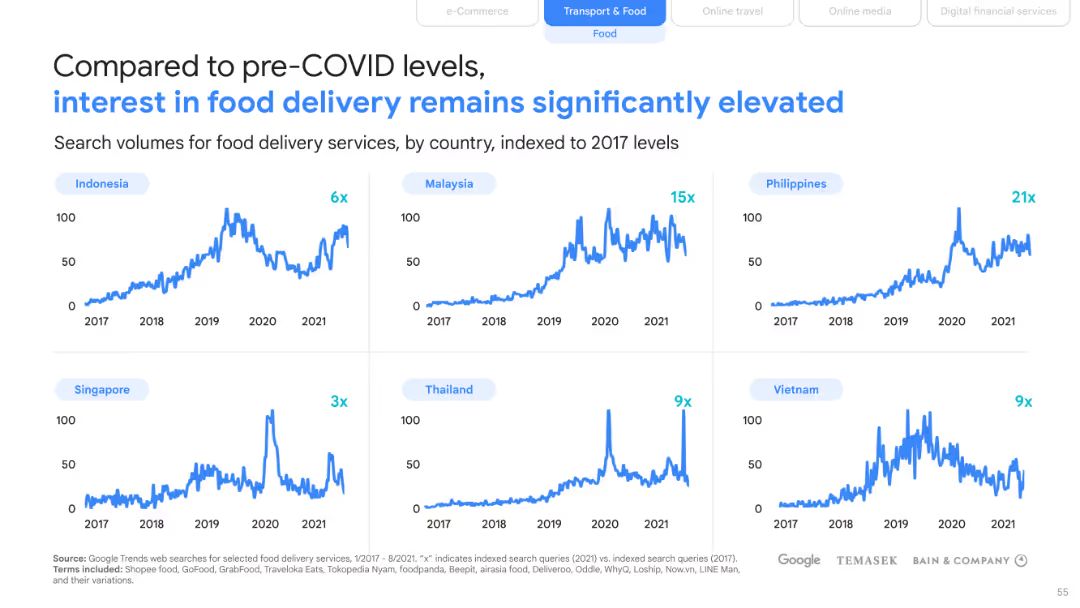 e-Commerce
Transport & Food
Online travel
Online media
Digital financial services
Food
Compared to pre-COVID levels,
interest in food delivery remains significantly elevated
Search volumes for food delivery services, by country, indexed to 2017 levels
Indonesia
6x
100
50
0
2017 2018 2019 2020 2021
Malaysia
15x
100
50
0
2017 2018 2019 2020 2021
Philippines
21x
100
50
0
2017 2018 2019 2020 2021
Singapore
3x
100
50
0
2017 2018 2019 2020 2021
Thailand
9x
100
50
0
2017 2018 2019 2020 2021
Vietnam
9x
100
50
0
2017 2018 2019 2020 2021
Source: Google Trends web searches for selected food delivery services, 1/2017 - 8/2021. "x" indicates indexed search queries (2021) vs. indexed search queries (2017).
Terms included: Shopee food, GoFood, GrabFood, Traveloka Eats, Tokopedia Nyam, foodpanda, Beepit, airasia food, Deliveroo, Oddle, WhyQ, Loship, Now.vn, LINE Man,
and their variations.
Google TEMASEK BAIN & COMPANY
55